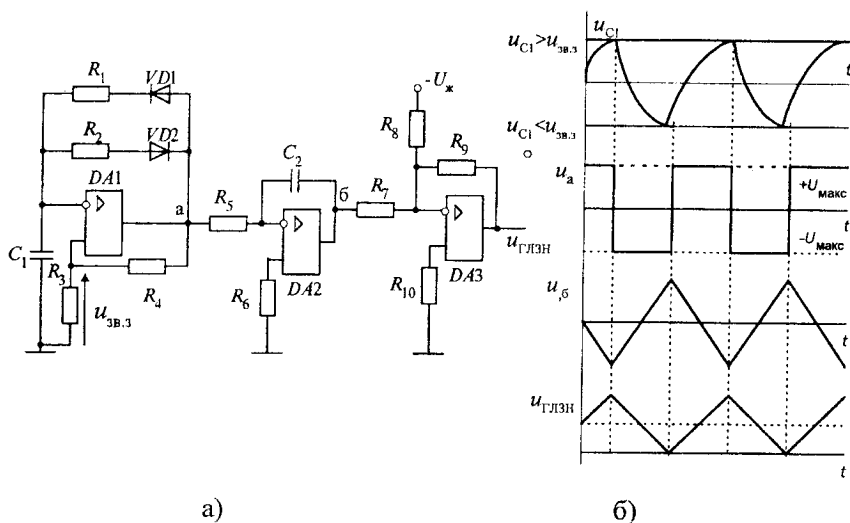 R₁
VD1
R₂
VD2
DA1
C₁
R₃
R₄
uзв.з
а
R₅
C₂
R₆
DA2
б
R₇
-Uж
R₈
R₉
R₁₀
DA3
uГЛЗН
а)
uC1
uC1>uзв.з
t
uC1<uзв.з
uа
+Uмакс
t
-Uмакс
uб
t
uГЛЗН
t
б)